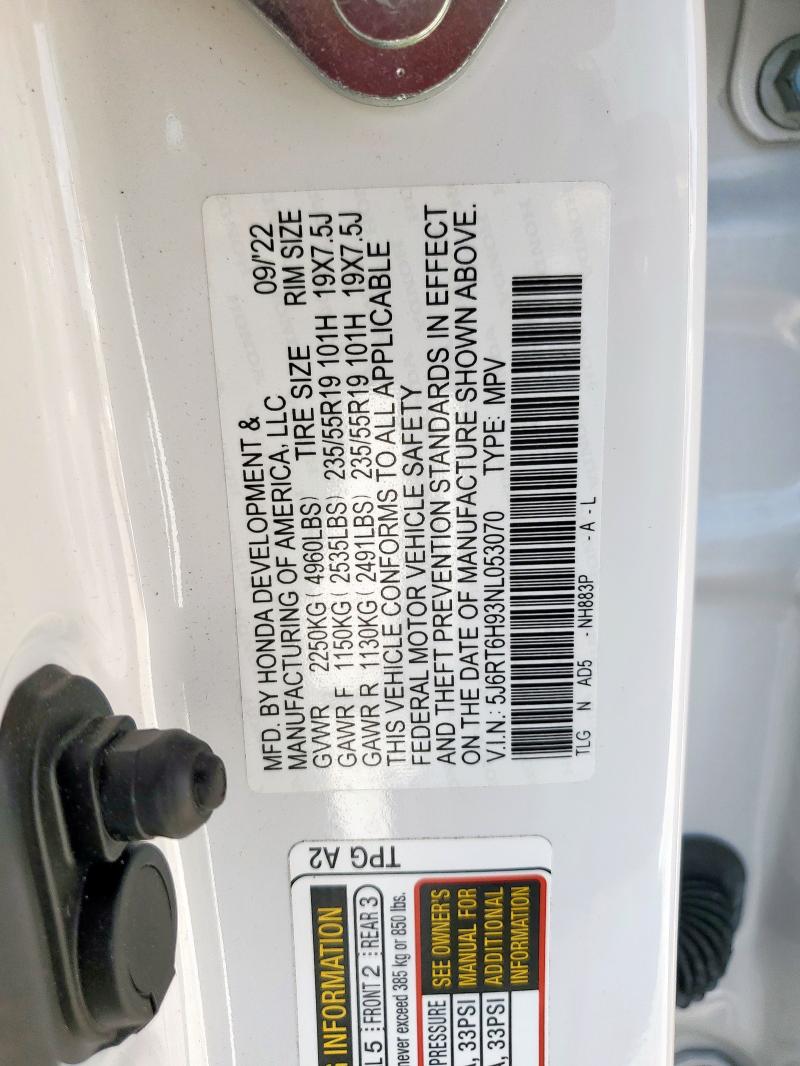 MFD. BY HONDA DEVELOPMENT &
MANUFACTURING OF AMERICA, LLC 09/'22
GVWR 2250KG ( 4960LBS) TIRE SIZE RIM SIZE
GAWR F 1150KG ( 2535LBS) 235/55R19 101H 19X7.5J
GAWR R 1130KG ( 2491LBS) 235/55R19 101H 19X7.5J
THIS VEHICLE CONFORMS TO ALL APPLICABLE
FEDERAL MOTOR VEHICLE SAFETY
AND THEFT PREVENTION STANDARDS IN EFFECT
ON THE DATE OF MANUFACTURE SHOWN ABOVE.
V.I.N.: 5J6RT6H93NL053070 TYPE: MPV
TLG N AD5 - NH883P - A - L
TPG A2
INFORMATION
5 FRONT 2 REAR 3
never exceed 385 kg or 850 lbs.
PRESSURE
33PSI
33PSI
SEE OWNER'S
MANUAL FOR
ADDITIONAL
INFORMATION